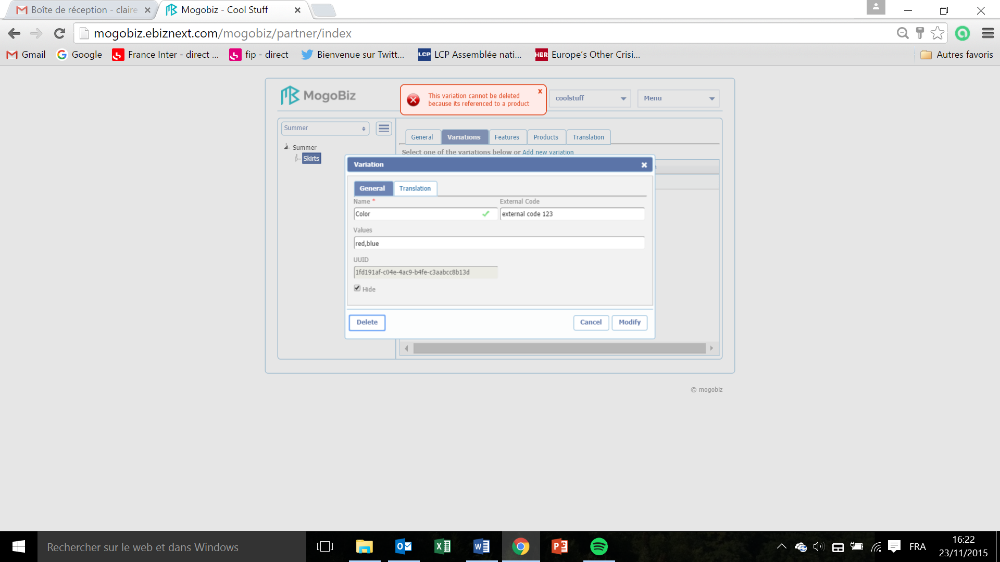 Boîte de réception - claire
Mogobiz - Cool Stuff
mogobiz.ebiznext.com/mogobiz/partner/index
Gmail
Google
France Inter - direct ...
fip - direct
Bienvenue sur Twitt...
LCP Assemblée nati...
HBR Europe's Other Crisi...
Autres favoris
MogoBiz
This variation cannot be deleted
because its referenced to a product
x
coolstuff
Menu
Summer
Summer
Skirts
General
Variations
Features
Products
Translation
Select one of the variations below or Add new variation
Variation
General
Translation
Name *
External Code
Color
external code 123
Values
red,blue
UUID
1fd191af-c04e-4ac9-b4fe-c3aabcc8b13d
Hide
Delete
Cancel
Modify
© mogobiz
Rechercher sur le web et dans Windows
FRA
16:22
23/11/2015